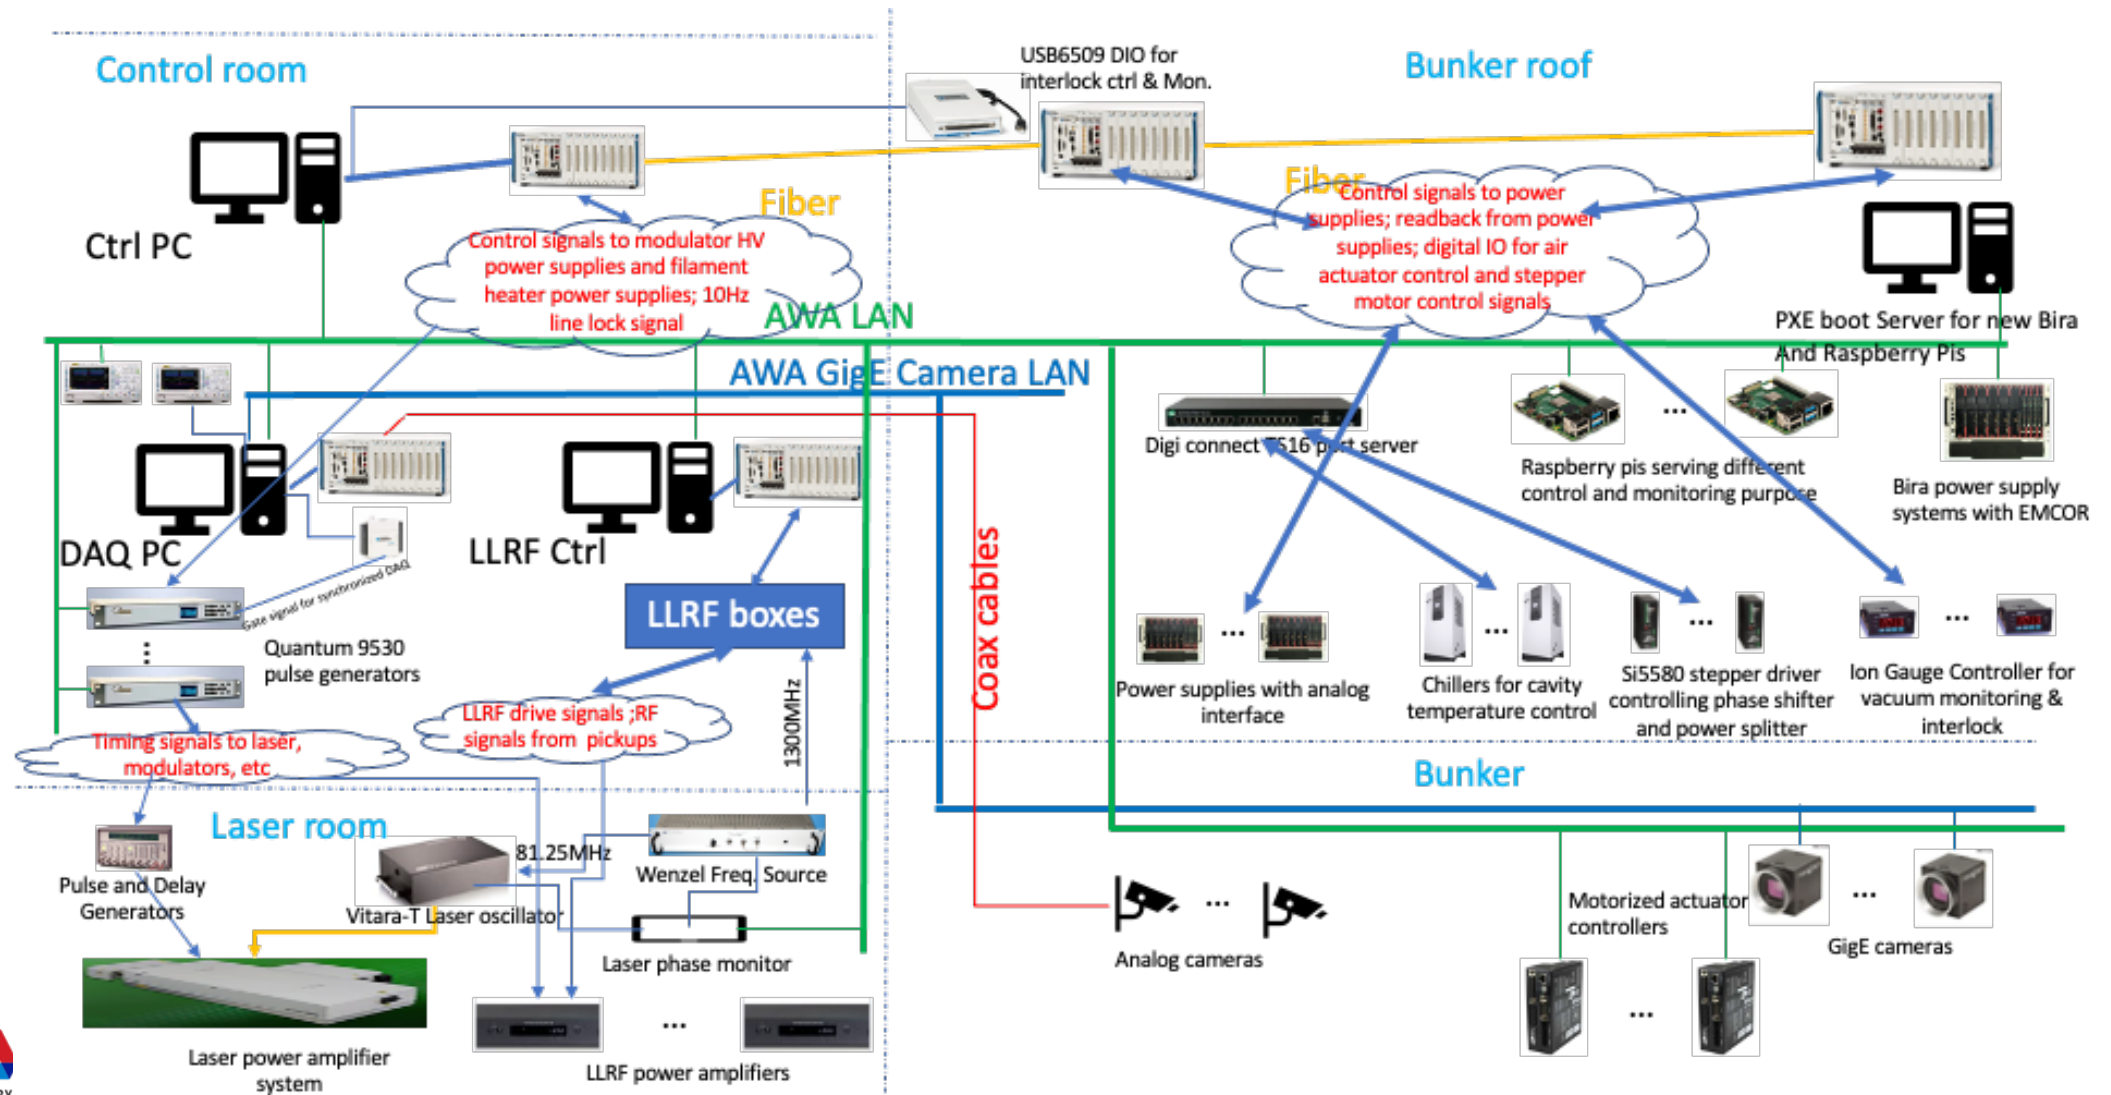 Control room
USB6509 DIO for
interlock ctrl & Mon.
Bunker roof
Ctrl PC
Fiber
Fiber
Control signals to modulator HV
power supplies and filament
heater power supplies; 10Hz
line lock signal
Control signals to power
supplies; readback from power
supplies; digital IO for air
actuator control and stepper
motor control signals
AWA LAN
PXE boot Server for new Bira
And Raspberry Pis
AWA GigE Camera LAN
Digi connect TS16 port server
Raspberry pis serving different
control and monitoring purpose
...
Bira power supply
systems with EMCOR
DAQ PC
LLRF Ctrl
Gate signal for synchronized DAQ
LLRF boxes
Coax cables
Quantum 9530
pulse generators
...
Power supplies with analog
interface
...
Chillers for cavity
temperature control
...
Si5580 stepper driver
controlling phase shifter
and power splitter
...
Ion Gauge Controller for
vacuum monitoring &
interlock
...
Timing signals to laser,
modulators, etc
LLRF drive signals ;RF
signals from pickups
1300MHz
Bunker
Laser room
81.25MHz
Pulse and Delay
Generators
Vitara-T Laser oscillator
Wenzel Freq. Source
Laser phase monitor
Laser power amplifier
system
...
LLRF power amplifiers
...
Analog cameras
Motorized actuator
controllers
...
...
GigE cameras